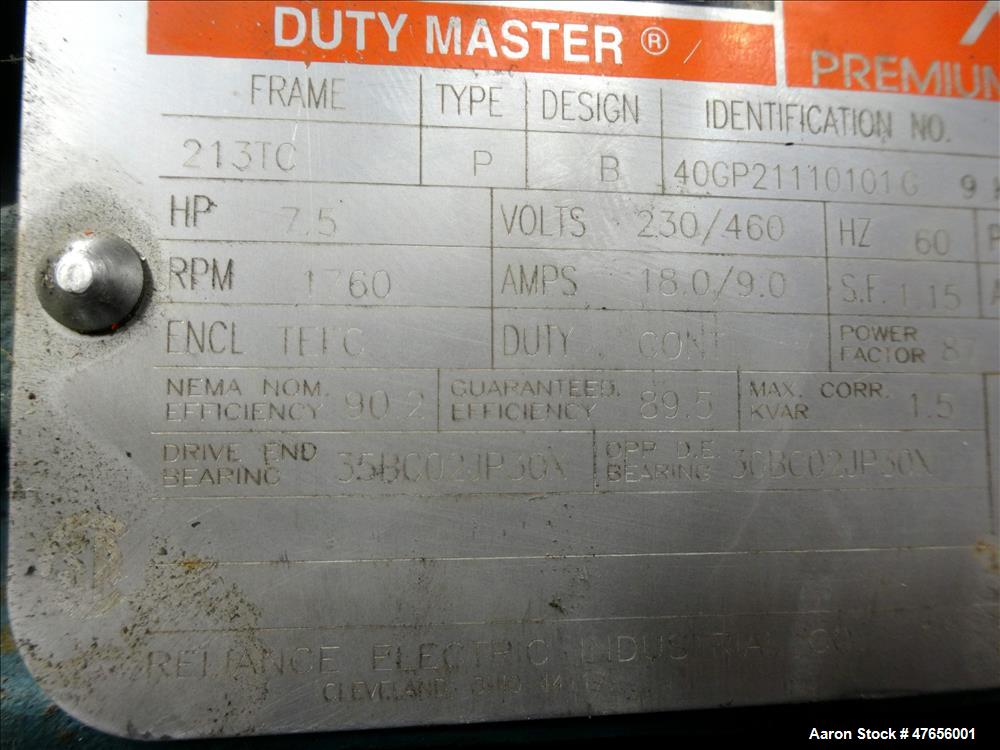 DUTY MASTER ®
PREMIUM
FRAME TYPE DESIGN IDENTIFICATION NO.
213TC P B 40GP21110101G 9
HP 7.5 VOLTS 230/460 HZ 60
RPM 1760 AMPS 18.0/9.0 S.F. 1.15
ENCL TEFC DUTY CONT POWER
FACTOR 87
NEMA NOM. GUARANTEED. MAX. CORR.
EFFICIENCY 90.2 EFFICIENCY 89.5 KVAR 1.5
DRIVE END OPP D.E.
BEARING 35BC02JP30X BEARING 30BC02JP30X
RELIANCE ELECTRIC INDUSTRIAL CO.
CLEVELAND, OHIO
Aaron Stock # 47656001